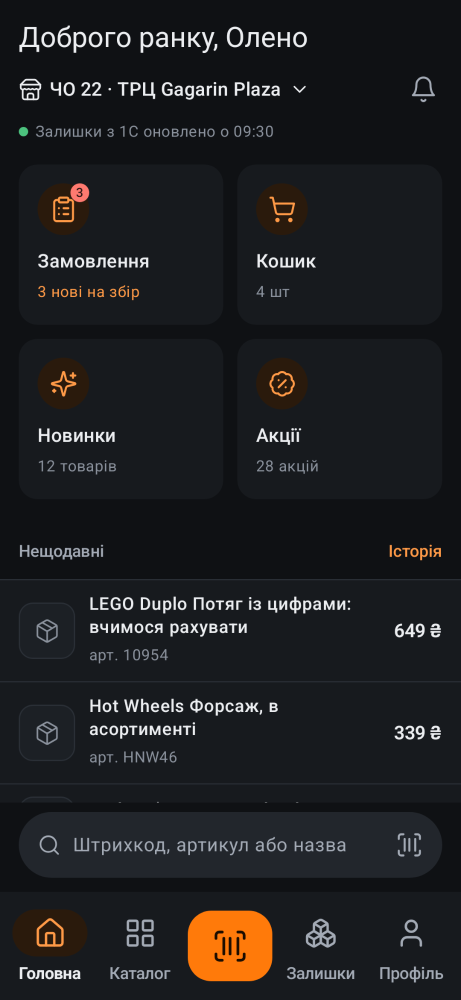 Доброго ранку, Олено
ЧО 22 · ТРЦ Gagarin Plaza
Залишки з 1С оновлено о 09:30
3
Замовлення
3 нові на збір
Кошик
4 шт
Новинки
12 товарів
Акції
28 акцій
Нещодавні
Історія
LEGO Duplo Потяг із цифрами:
вчимося рахувати
649 ₴
арт. 10954
Hot Wheels Форсаж, в
асортименті
339 ₴
арт. HNW46
Штрихкод, артикул або назва
Головна
Каталог
Залишки
Профіль